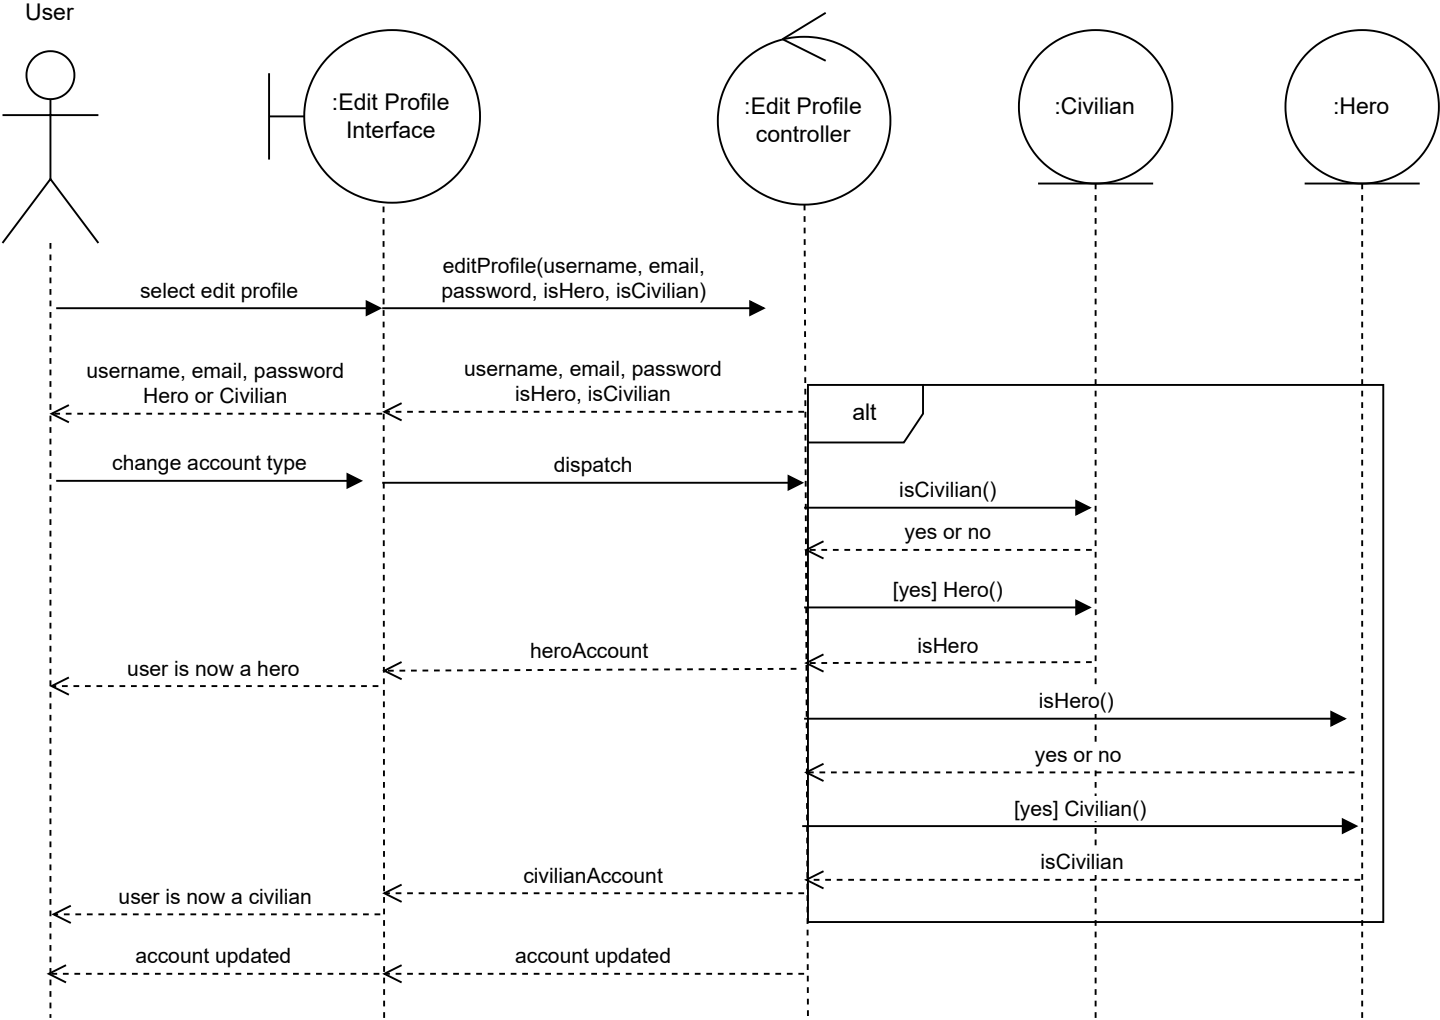 User
:Edit Profile
Interface
:Edit Profile
controller
:Civilian
:Hero
select edit profile
editProfile(username, email,
password, isHero, isCivilian)
username, email, password
Hero or Civilian
username, email, password
isHero, isCivilian
alt
change account type
dispatch
isCivilian()
yes or no
[yes] Hero()
isHero
heroAccount
user is now a hero
isHero()
yes or no
[yes] Civilian()
isCivilian
civilianAccount
user is now a civilian
account updated
account updated